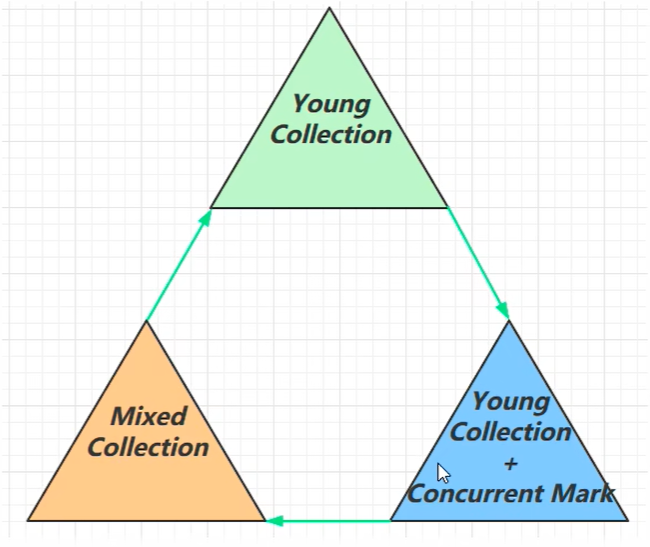 Young
Collection
Mixed
Collection
Young
Collection
+
Concurrent Mark